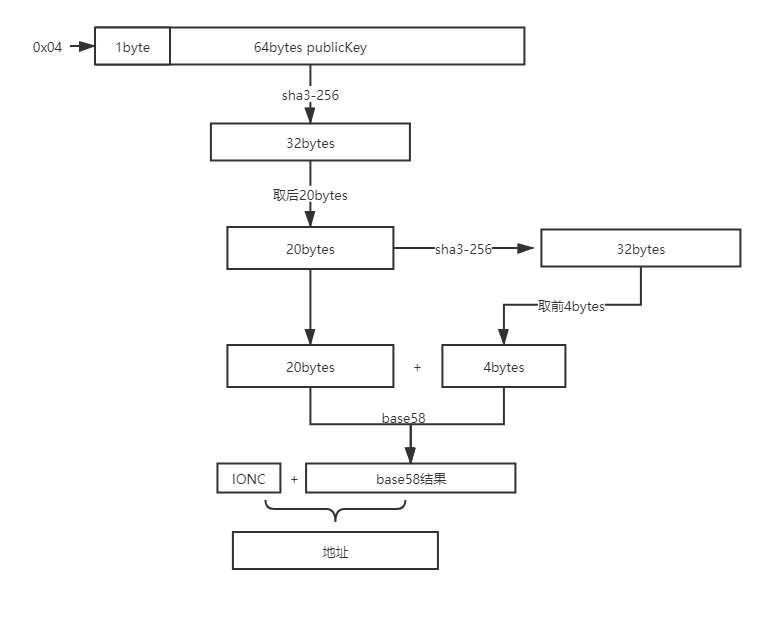 0x04
1byte
64bytes publicKey
sha3-256
32bytes
取后20bytes
20bytes
sha3-256
32bytes
取前4bytes
20bytes
+
4bytes
base58
IONC
+
base58结果
地址